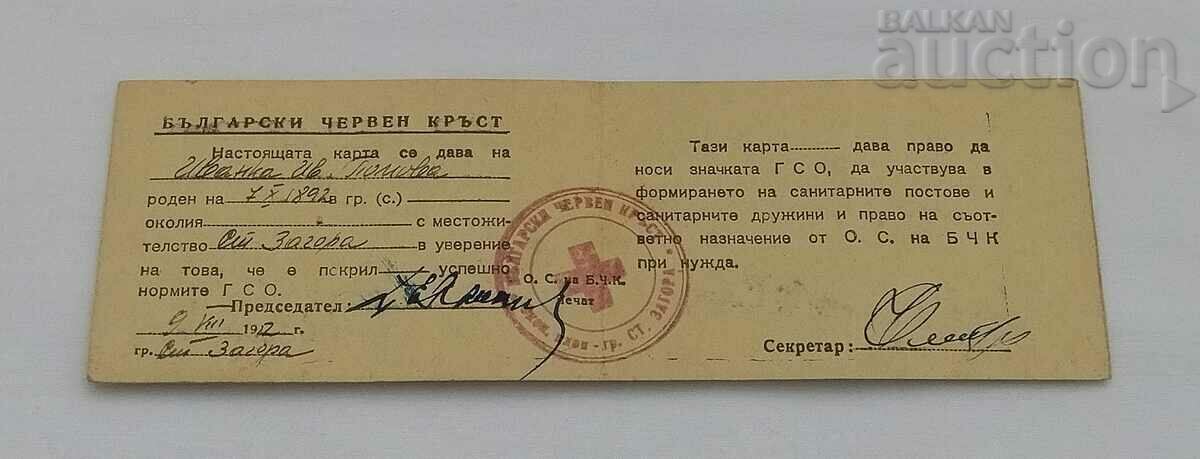 BALKAN
auction
БЪЛГАРСКИ ЧЕРВЕН КРЪСТ
Настоящата карта се дава на
Иванка Ив. Попова
роден на 7 X 1892 в гр. (с.)
околия с местожи-
телство Ст. Загора в уверение
на това, че е покрил успешно
нормите Г С О.
Председател:
9 VIII г.
гр. Ст. Загора
БЪЛГАРСКИ ЧЕРВЕН КРЪСТ
гр. СТ. ЗАГОРА
О. С. на Б.Ч.К.
Печат
Тази карта дава право да
носи значката Г С О, да участвува в
формирането на санитарните постове и
санитарните дружини и право на съот-
ветно назначение от О. С. на Б Ч К
при нужда.
Секретар: